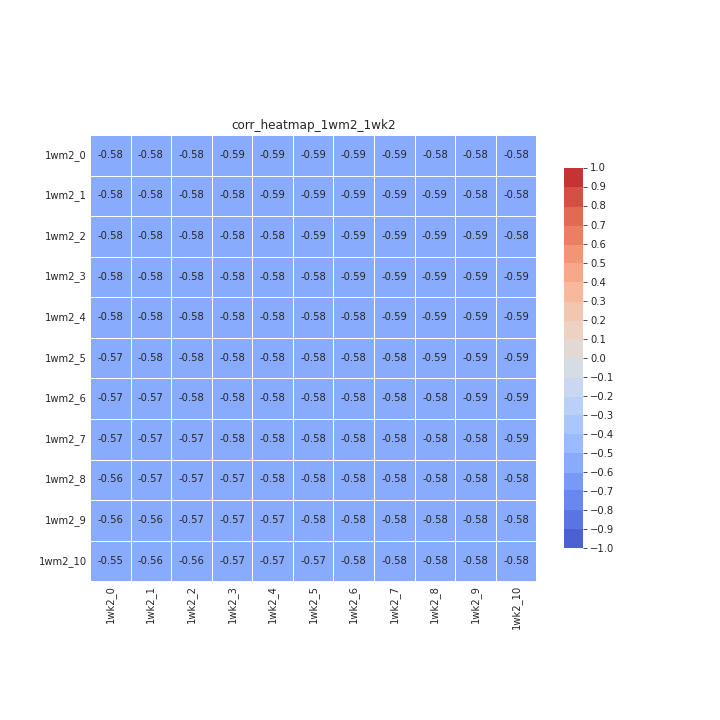 corr_heatmap_1wm2_1wk2
1wm2_0 -0.58 -0.58 -0.58 -0.59 -0.59 -0.59 -0.59 -0.59 -0.58 -0.58 -0.58
1wm2_1 -0.58 -0.58 -0.58 -0.58 -0.59 -0.59 -0.59 -0.59 -0.59 -0.58 -0.58
1wm2_2 -0.58 -0.58 -0.58 -0.58 -0.58 -0.59 -0.59 -0.59 -0.59 -0.59 -0.58
1wm2_3 -0.58 -0.58 -0.58 -0.58 -0.58 -0.58 -0.59 -0.59 -0.59 -0.59 -0.59
1wm2_4 -0.58 -0.58 -0.58 -0.58 -0.58 -0.58 -0.58 -0.59 -0.59 -0.59 -0.59
1wm2_5 -0.57 -0.58 -0.58 -0.58 -0.58 -0.58 -0.58 -0.58 -0.59 -0.59 -0.59
1wm2_6 -0.57 -0.57 -0.58 -0.58 -0.58 -0.58 -0.58 -0.58 -0.58 -0.59 -0.59
1wm2_7 -0.57 -0.57 -0.57 -0.58 -0.58 -0.58 -0.58 -0.58 -0.58 -0.58 -0.59
1wm2_8 -0.56 -0.57 -0.57 -0.57 -0.58 -0.58 -0.58 -0.58 -0.58 -0.58 -0.58
1wm2_9 -0.56 -0.56 -0.57 -0.57 -0.57 -0.58 -0.58 -0.58 -0.58 -0.58 -0.58
1wm2_10 -0.55 -0.56 -0.56 -0.57 -0.57 -0.57 -0.58 -0.58 -0.58 -0.58 -0.58
1wk2_0 1wk2_1 1wk2_2 1wk2_3 1wk2_4 1wk2_5 1wk2_6 1wk2_7 1wk2_8 1wk2_9 1wk2_10
1.0
0.9
0.8
0.7
0.6
0.5
0.4
0.3
0.2
0.1
0.0
−0.1
−0.2
−0.3
−0.4
−0.5
−0.6
−0.7
−0.8
−0.9
−1.0